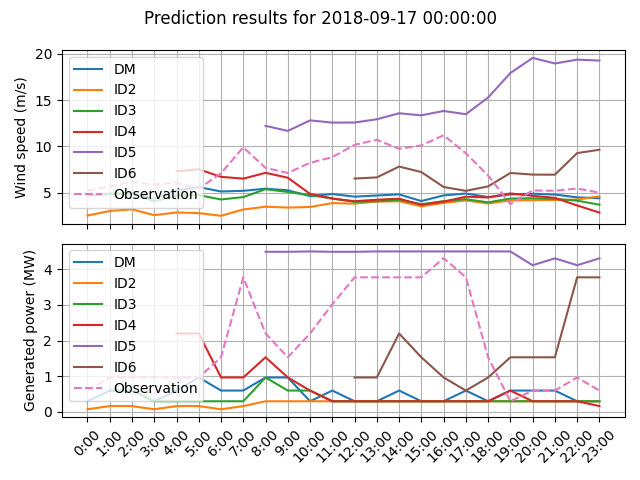 Prediction results for 2018-09-17 00:00:00
Wind speed (m/s)
20
15
10
5
DM
ID2
ID3
ID4
ID5
ID6
Observation
Generated power (MW)
4
3
2
1
0
DM
ID2
ID3
ID4
ID5
ID6
Observation
0:00 1:00 2:00 3:00 4:00 5:00 6:00 7:00 8:00 9:00 10:00 11:00 12:00 13:00 14:00 15:00 16:00 17:00 18:00 19:00 20:00 21:00 22:00 23:00